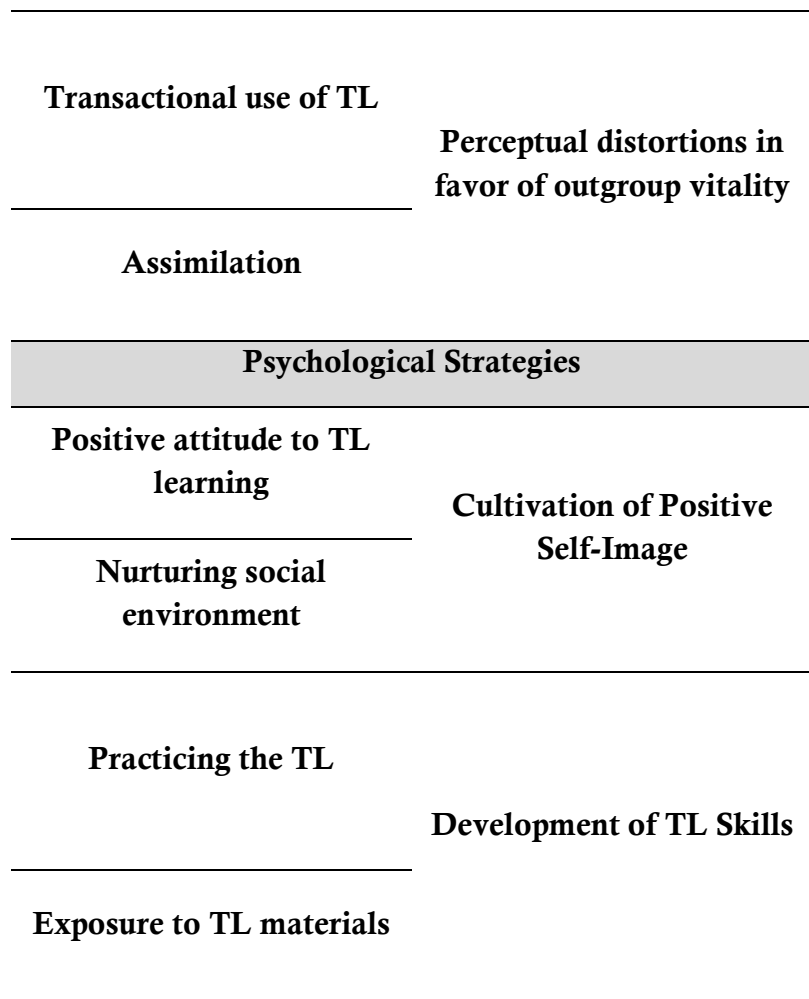 Transactional use of TL
Perceptual distortions in
favor of outgroup vitality
Assimilation
Psychological Strategies
Positive attitude to TL
learning
Cultivation of Positive
Self-Image
Nurturing social
environment
Practicing the TL
Development of TL Skills
Exposure to TL materials